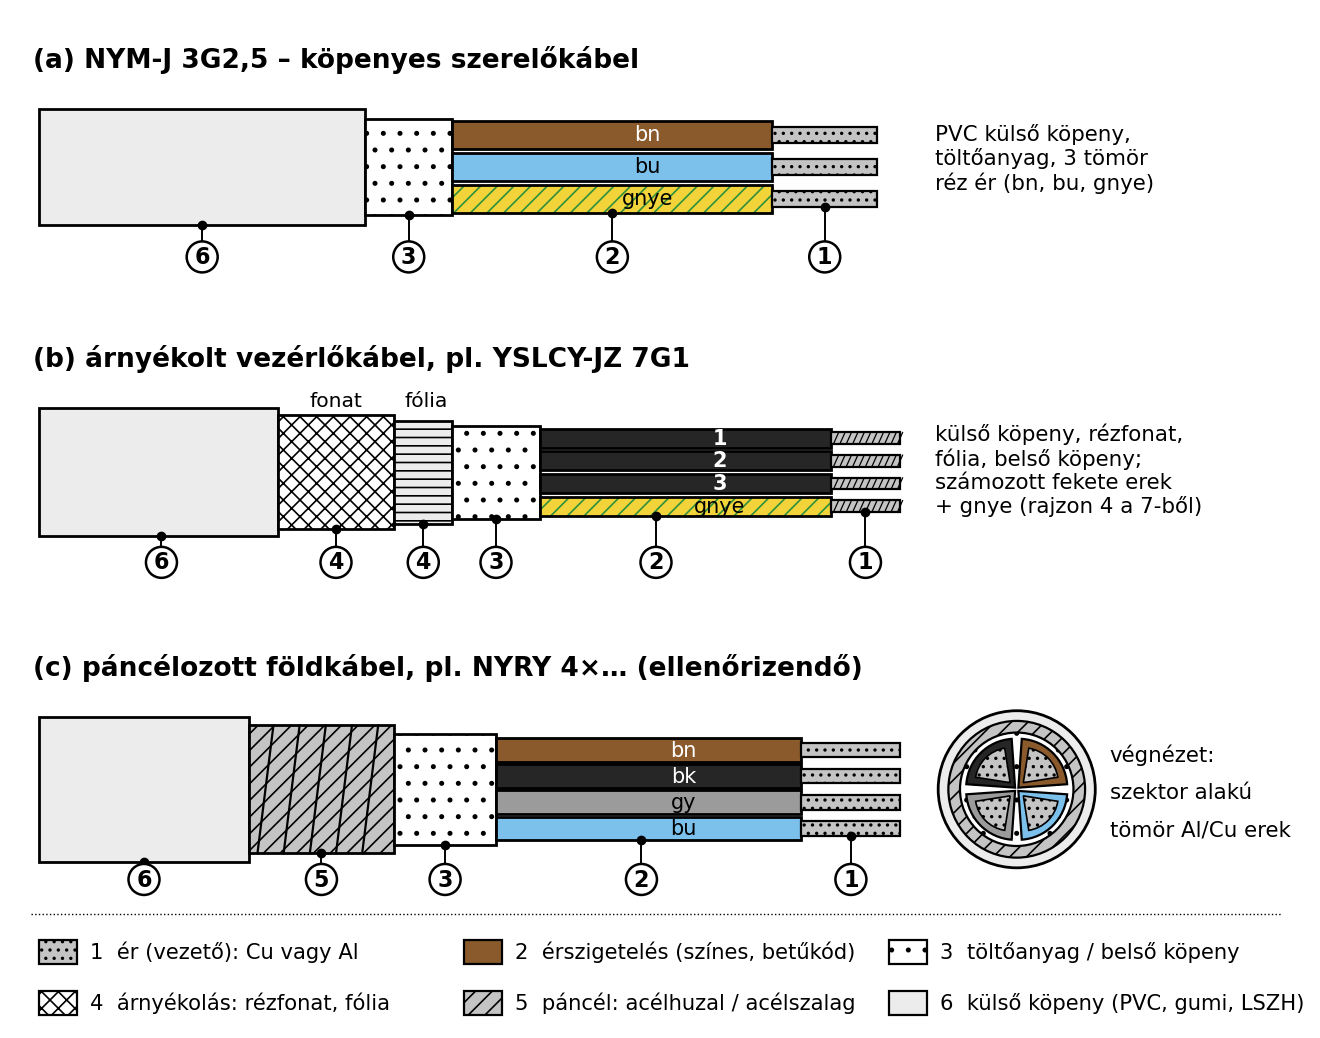 (a) NYM-J 3G2,5 – köpenyes szerelőkábel
bn
bu
gnye
PVC külső köpeny,
töltőanyag, 3 tömör
réz ér (bn, bu, gnye)
6 3 2 1
(b) árnyékolt vezérlőkábel, pl. YSLCY-JZ 7G1
fonat fólia
1
2
3
gnye
külső köpeny, rézfonat,
fólia, belső köpeny;
számozott fekete erek
+ gnye (rajzon 4 a 7-ből)
6 4 4 3 2 1
(c) páncélozott földkábel, pl. NYRY 4×… (ellenőrizendő)
bn
bk
gy
bu
végnézet:
szektor alakú
tömör Al/Cu erek
6 5 3 2 1
1 ér (vezető): Cu vagy Al
2 érszigetelés (színes, betűkód)
3 töltőanyag / belső köpeny
4 árnyékolás: rézfonat, fólia
5 páncél: acélhuzal / acélszalag
6 külső köpeny (PVC, gumi, LSZH)